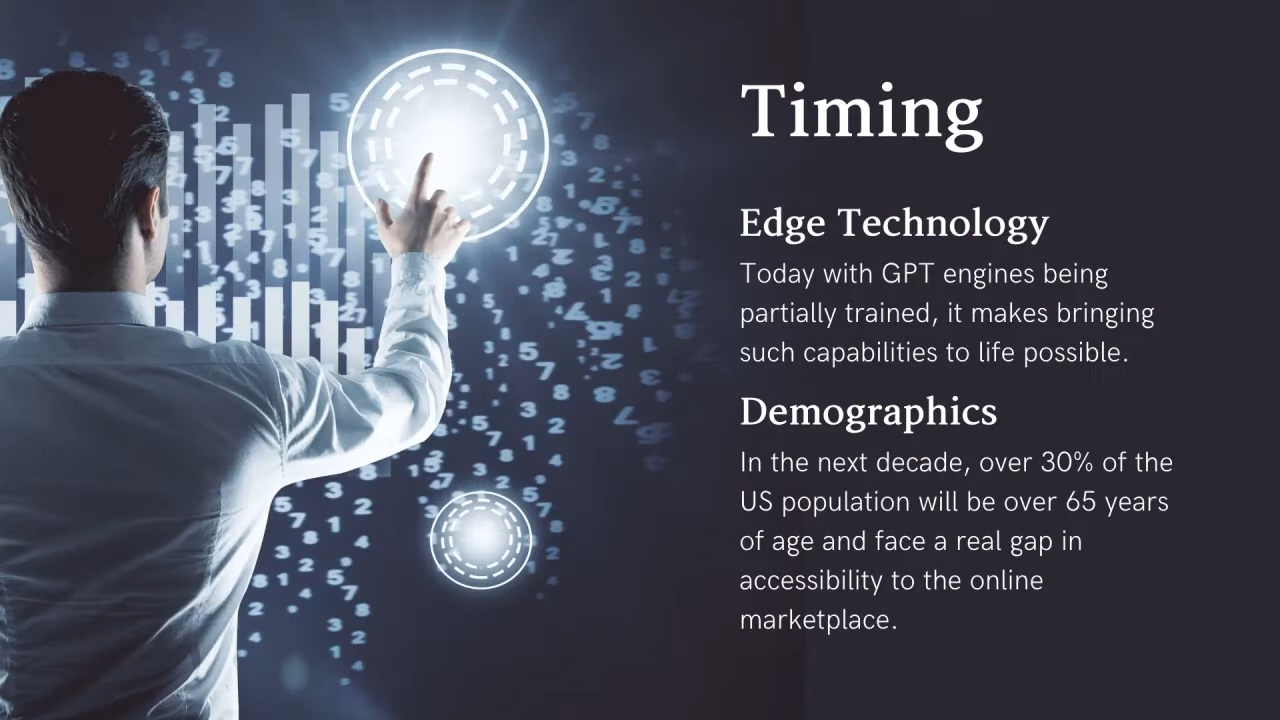 Timing
Edge Technology
Today with GPT engines being
partially trained, it makes bringing
such capabilities to life possible.
Demographics
In the next decade, over 30% of the
US population will be over 65 years
of age and face a real gap in
accessibility to the online
marketplace.